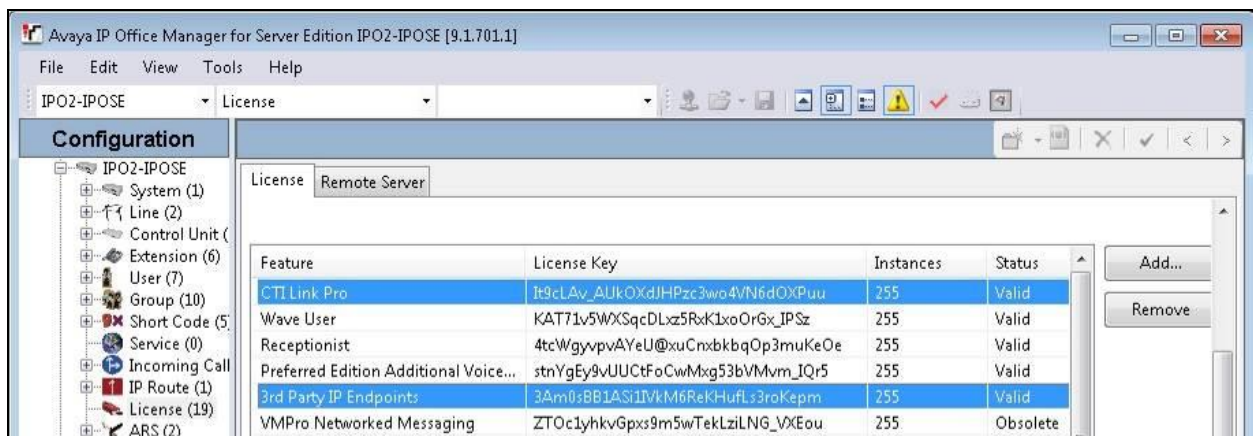 Avaya IP Office Manager for Server Edition IPO2-IPOSE [9.1.701.1]
File Edit View Tools Help
IPO2-IPOSE License
Configuration
IPO2-IPOSE
System (1)
Line (2)
Control Unit (
Extension (6)
User (7)
Group (10)
Short Code (5
Service (0)
Incoming Call
IP Route (1)
License (19)
ARS (2)
License Remote Server
Feature License Key Instances Status
CTI Link Pro It9cLAv_AUkOXdJHPzc3wo4VN6dOXPuu 255 Valid
Wave User KAT71v5WXSqcDLxz5RxK1xoOrGx_IPSz 255 Valid
Receptionist 4tcWgyvpvAYeU@xuCnxbkbqOp3muKeOe 255 Valid
Preferred Edition Additional Voice... stnYgEy9vUUCtFoCwMxg53bVMvm_IQr5 255 Valid
3rd Party IP Endpoints 3Am0sBB1ASi1IVkM6ReKHufLs3roKepm 255 Valid
VMPro Networked Messaging ZTOc1yhkvGpxs9m5wTekLziLNG_VXEou 255 Obsolete
Add...
Remove